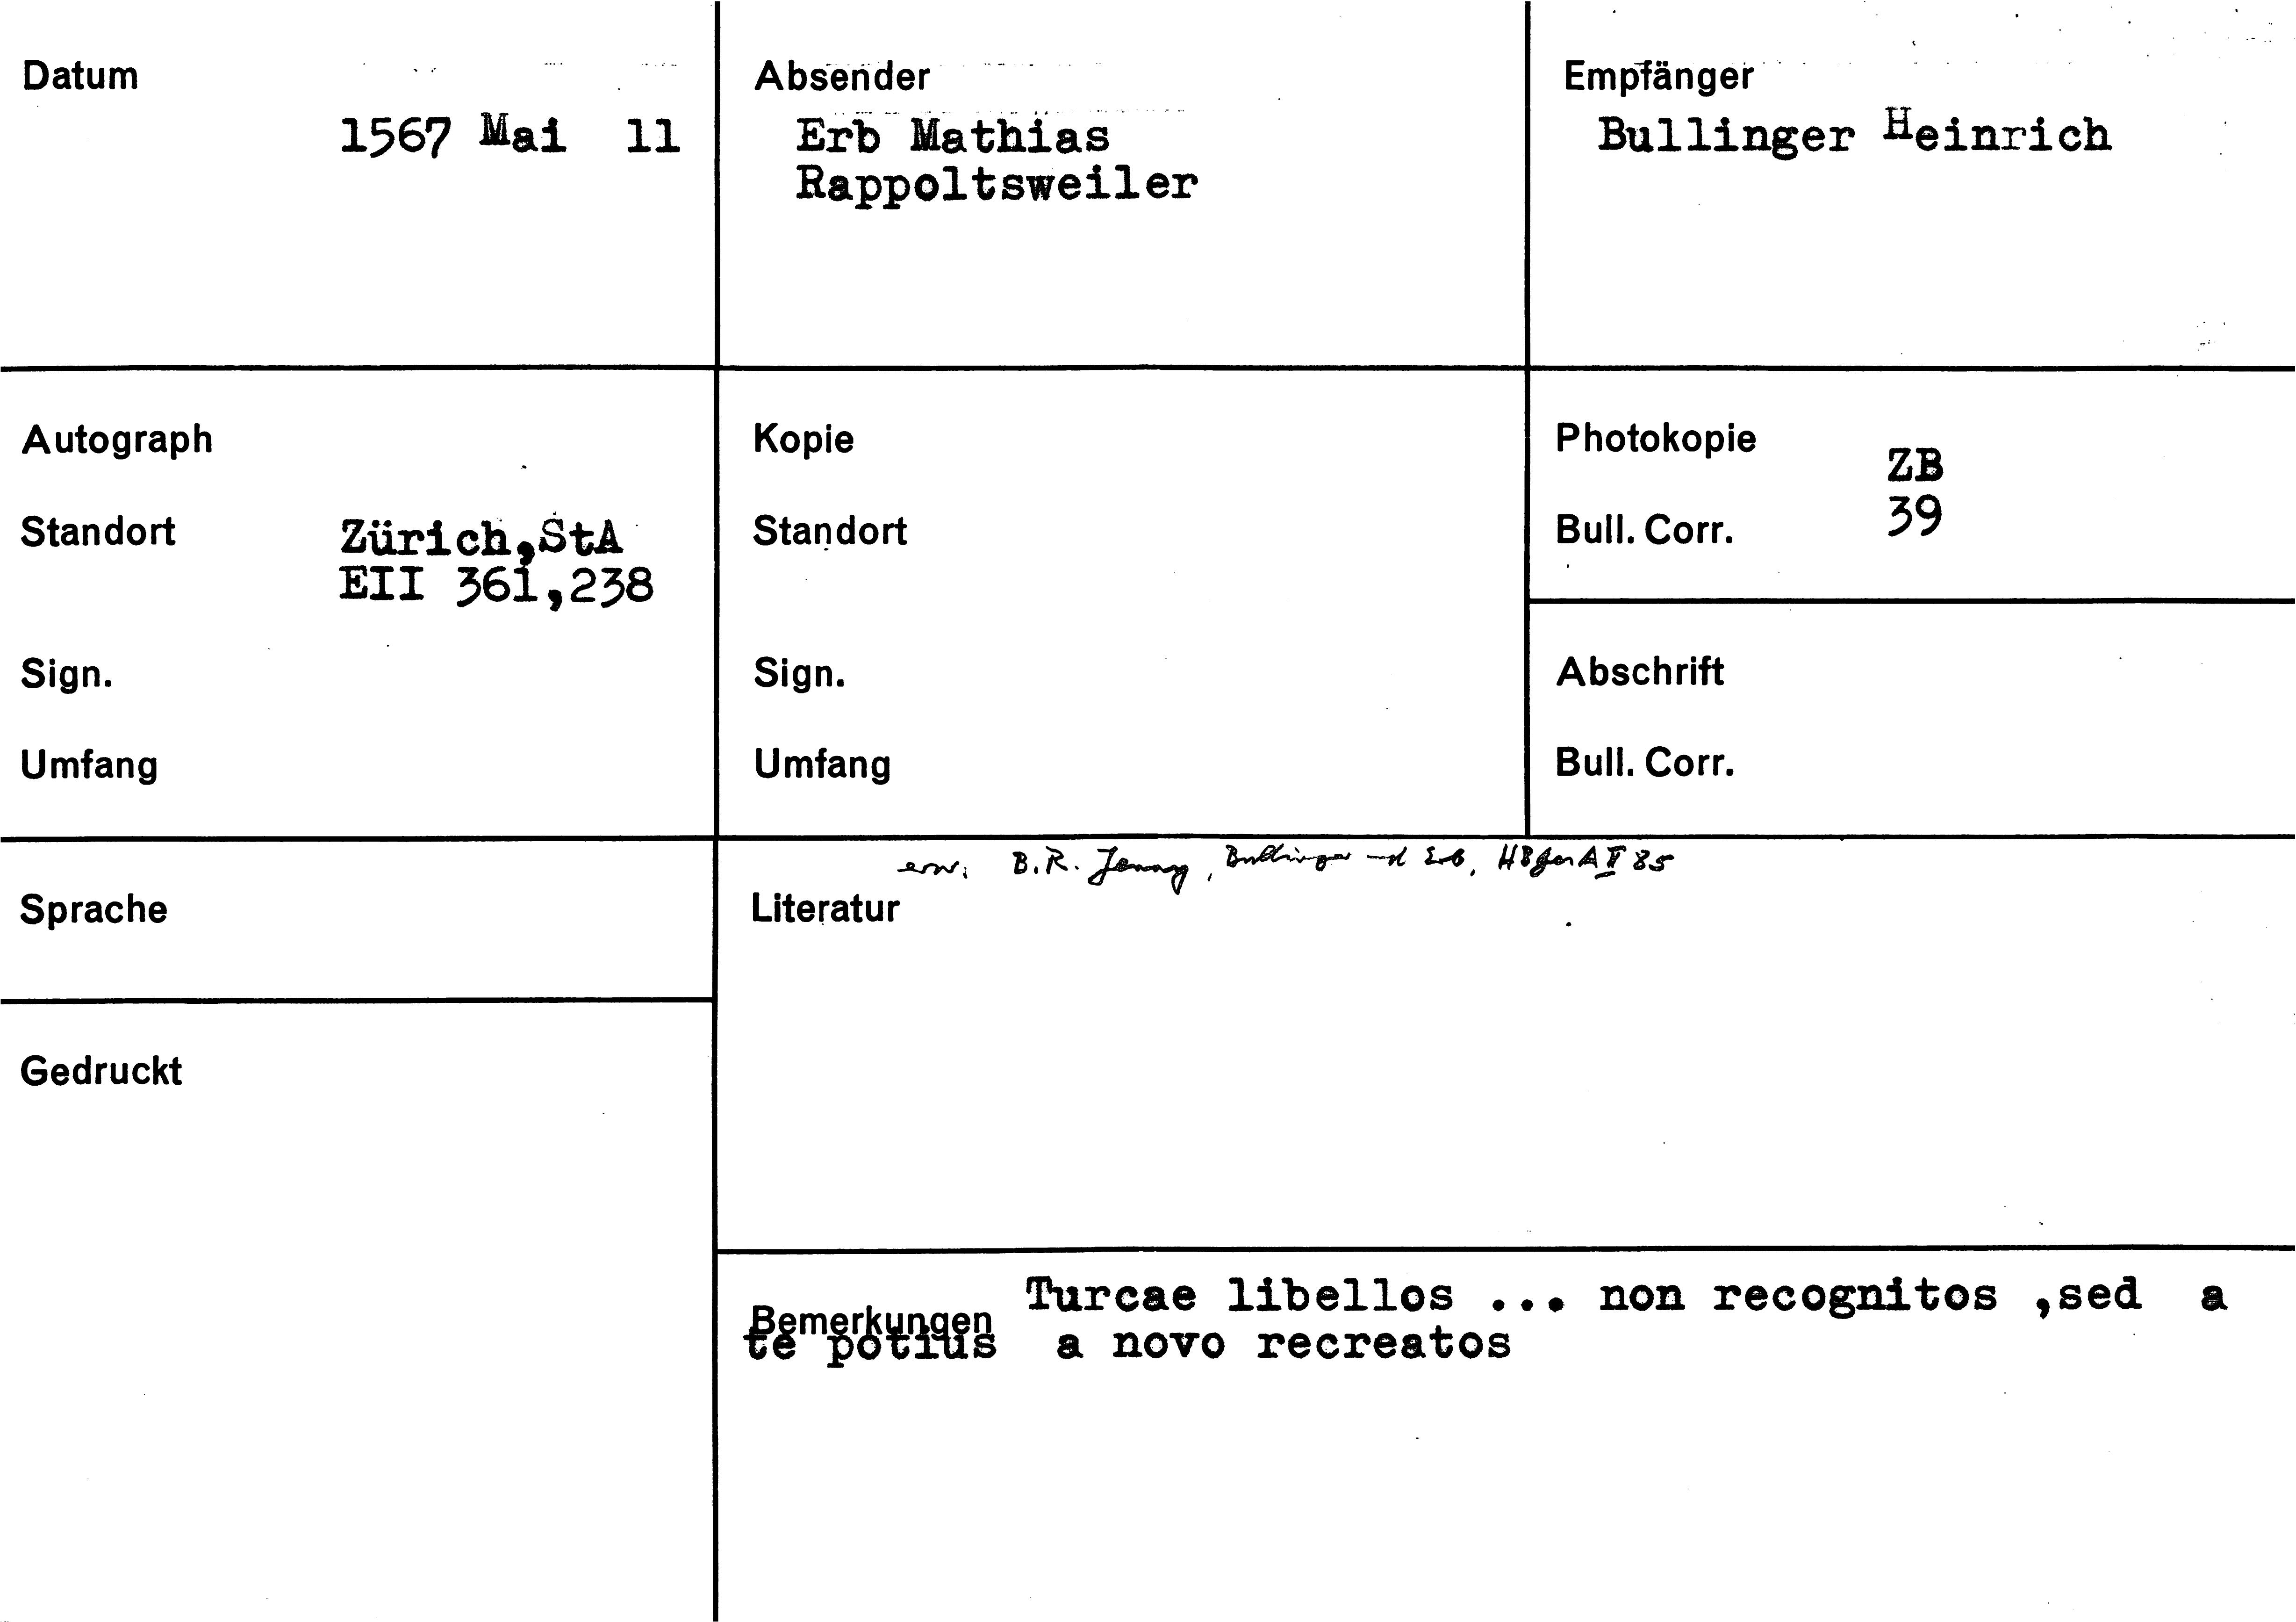 Datum
1567 Mai 11
Absender
Erb Mathias
Rappoltsweiler
Empfänger
Bullinger Heinrich
Autograph
Standort
Zürich,StA
EII 361,238
Sign.
Umfang
Kopie
Standort
Sign.
Umfang
Photokopie
ZB
Bull. Corr.
39
Abschrift
Bull. Corr.
Sprache
Gedruckt
erw. B.R. Jenny, Bullinger und Erb, HBGesA II 85
Literatur
Bemerkungen
Turcae libellos ... non recognitos ,sed a
te potius a novo recreatos